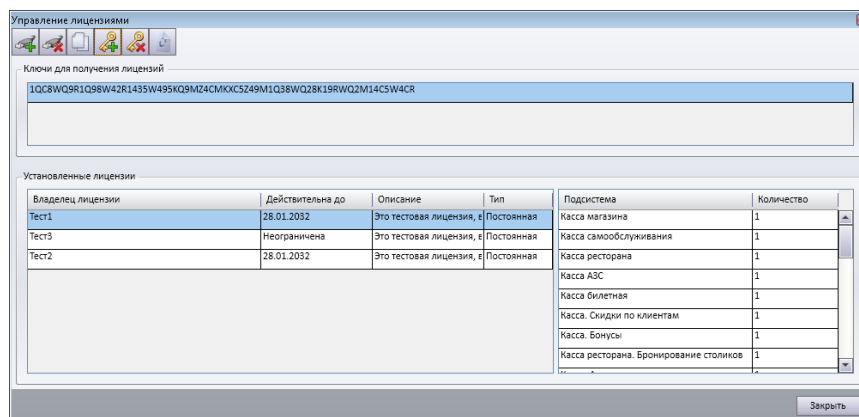 Управление лицензиями
Ключи для получения лицензий
1QC8WQ9R1Q98W42R1435W495KQ9MZ4CMKXC5Z49M1Q38WQ28K19RWQ2M14C5W4CR
Установленные лицензии
Владелец лицензии Действительна до Описание Тип
Тест1 28.01.2032 Это тестовая лицензия, в Постоянная
Тест3 Неограничена Это тестовая лицензия, в Постоянная
Тест2 28.01.2032 Это тестовая лицензия, в Постоянная
Подсистема Количество
Касса магазина 1
Касса самообслуживания 1
Касса ресторана 1
Касса АЗС 1
Касса билетная 1
Касса. Скидки по клиентам 1
Касса. Бонусы 1
Касса ресторана. Бронирование столиков 1
Закрыть